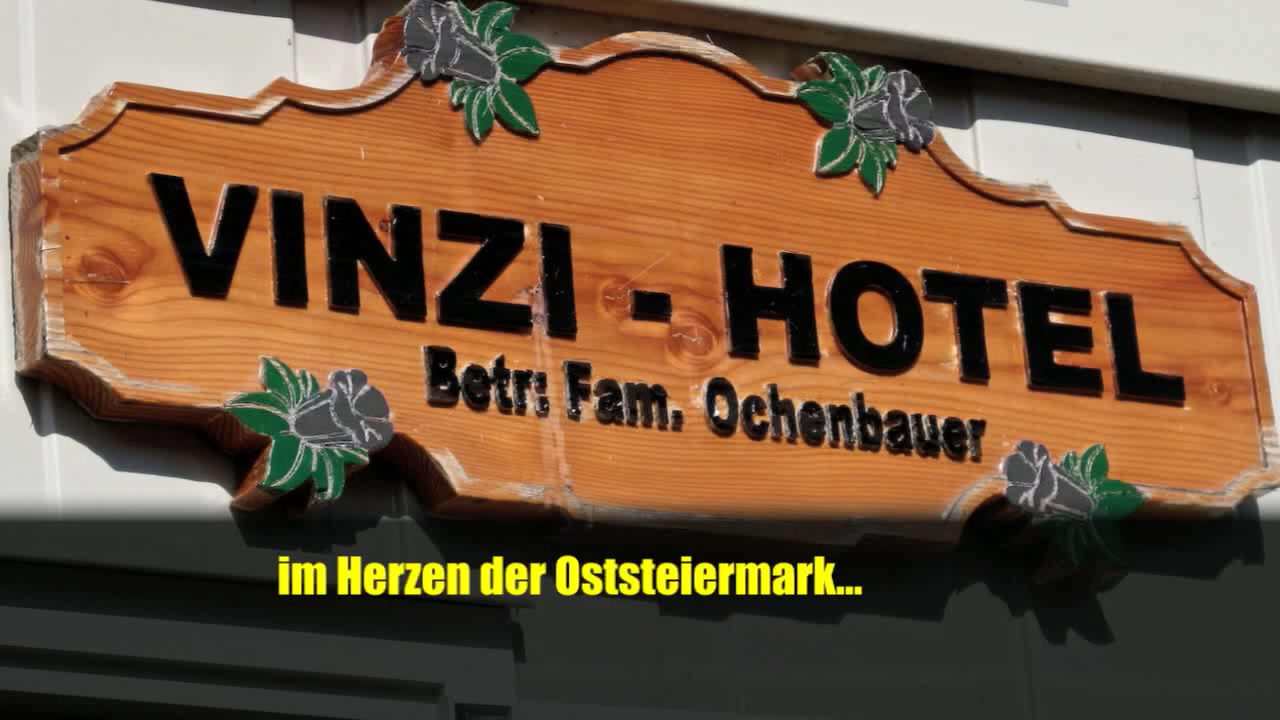 VINZI - HOTEL
Betr: Fam. Ochenbauer
im Herzen der Oststeiermark...